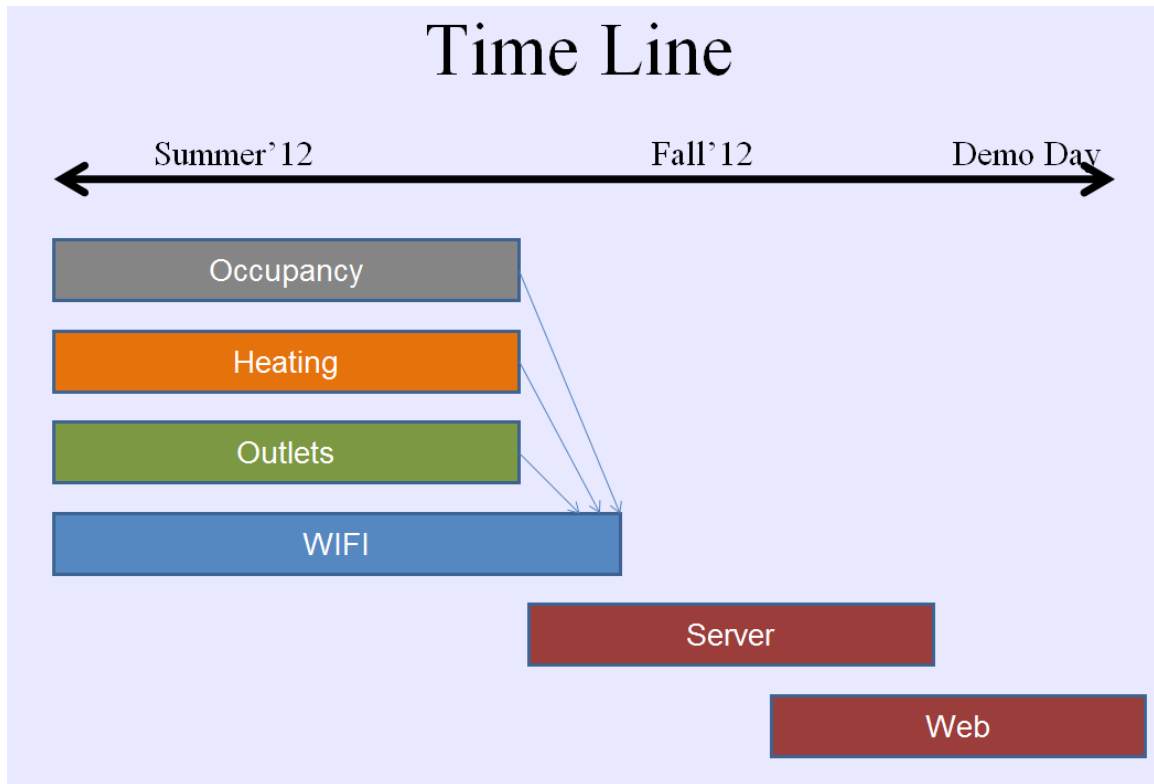 Time Line
Summer’12 Fall’12 Demo Day
Occupancy
Heating
Outlets
WIFI
Server
Web